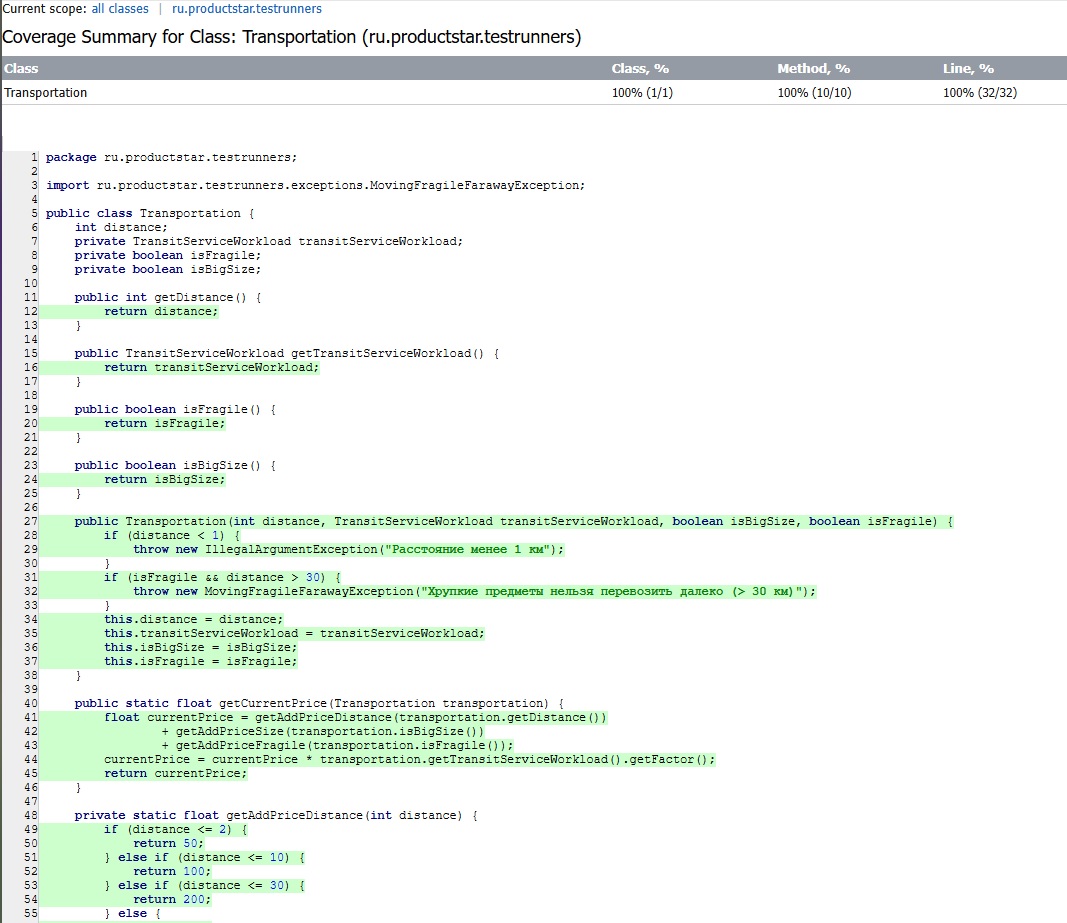 Current scope: all classes | ru.productstar.testrunners
Coverage Summary for Class: Transportation (ru.productstar.testrunners)
Class Class, % Method, % Line, %
Transportation 100% (1/1) 100% (10/10) 100% (32/32)
1 package ru.productstar.testrunners;
2
3 import ru.productstar.testrunners.exceptions.MovingFragileFarawayException;
4
5 public class Transportation {
6     int distance;
7     private TransitServiceWorkload transitServiceWorkload;
8     private boolean isFragile;
9     private boolean isBigSize;
10
11     public int getDistance() {
12         return distance;
13     }
14
15     public TransitServiceWorkload getTransitServiceWorkload() {
16         return transitServiceWorkload;
17     }
18
19     public boolean isFragile() {
20         return isFragile;
21     }
22
23     public boolean isBigSize() {
24         return isBigSize;
25     }
26
27     public Transportation(int distance, TransitServiceWorkload transitServiceWorkload, boolean isBigSize, boolean isFragile) {
28         if (distance < 1) {
29             throw new IllegalArgumentException("Расстояние менее 1 км");
30         }
31         if (isFragile && distance > 30) {
32             throw new MovingFragileFarawayException("Хрупкие предметы нельзя перевозить далеко (> 30 км)");
33         }
34         this.distance = distance;
35         this.transitServiceWorkload = transitServiceWorkload;
36         this.isBigSize = isBigSize;
37         this.isFragile = isFragile;
38     }
39
40     public static float getCurrentPrice(Transportation transportation) {
41         float currentPrice = getAddPriceDistance(transportation.getDistance())
42                 + getAddPriceSize(transportation.isBigSize())
43                 + getAddPriceFragile(transportation.isFragile());
44         currentPrice = currentPrice * transportation.getTransitServiceWorkload().getFactor();
45         return currentPrice;
46     }
47
48     private static float getAddPriceDistance(int distance) {
49         if (distance <= 2) {
50             return 50;
51         } else if (distance <= 10) {
52             return 100;
53         } else if (distance <= 30) {
54             return 200;
55         } else {